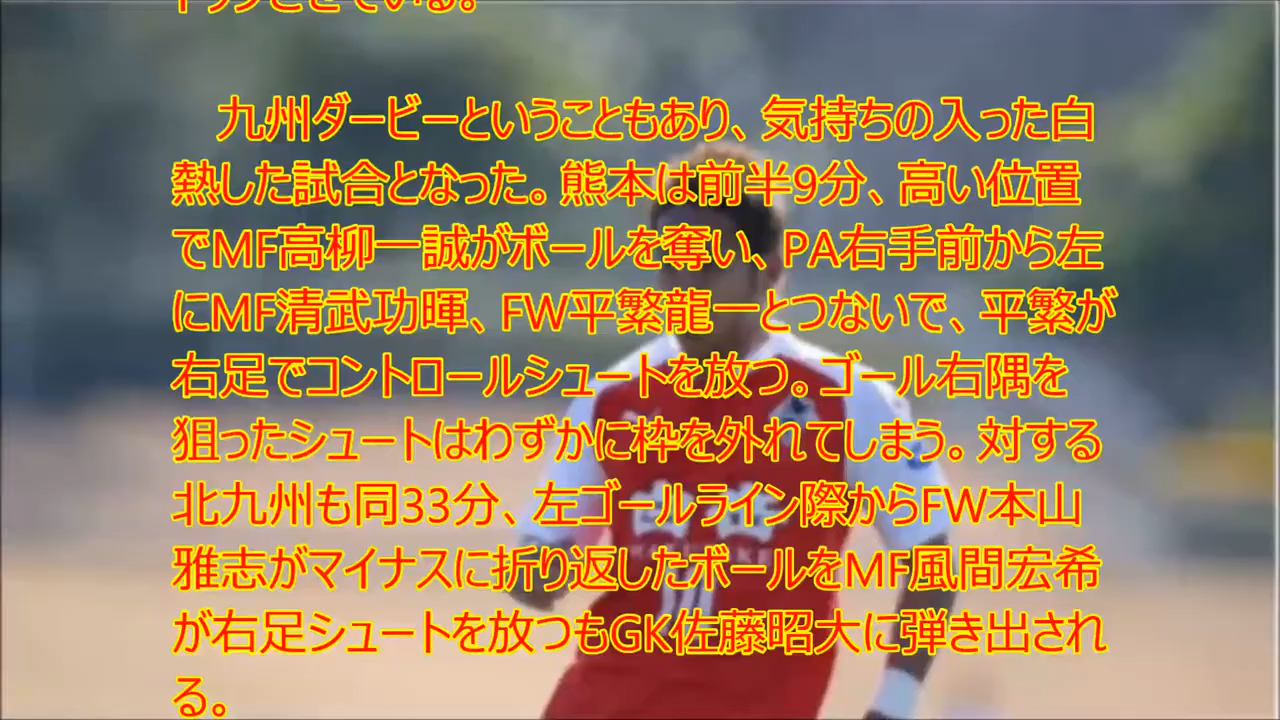 トップとなっている。
九州ダービーということもあり、気持ちの入った白
熱した試合となった。熊本は前半9分、高い位置
でMF高柳一誠がボールを奪い、PA右手前から左
にMF清武功暉、FW平繁龍一とつないで、平繁が
右足でコントロールシュートを放つ。ゴール右隅を
狙ったシュートはわずかに枠を外れてしまう。対する
北九州も同33分、左ゴールライン際からFW本山
雅志がマイナスに折り返したボールをMF風間宏希
が右足シュートを放つもGK佐藤昭大に弾き出され
る。